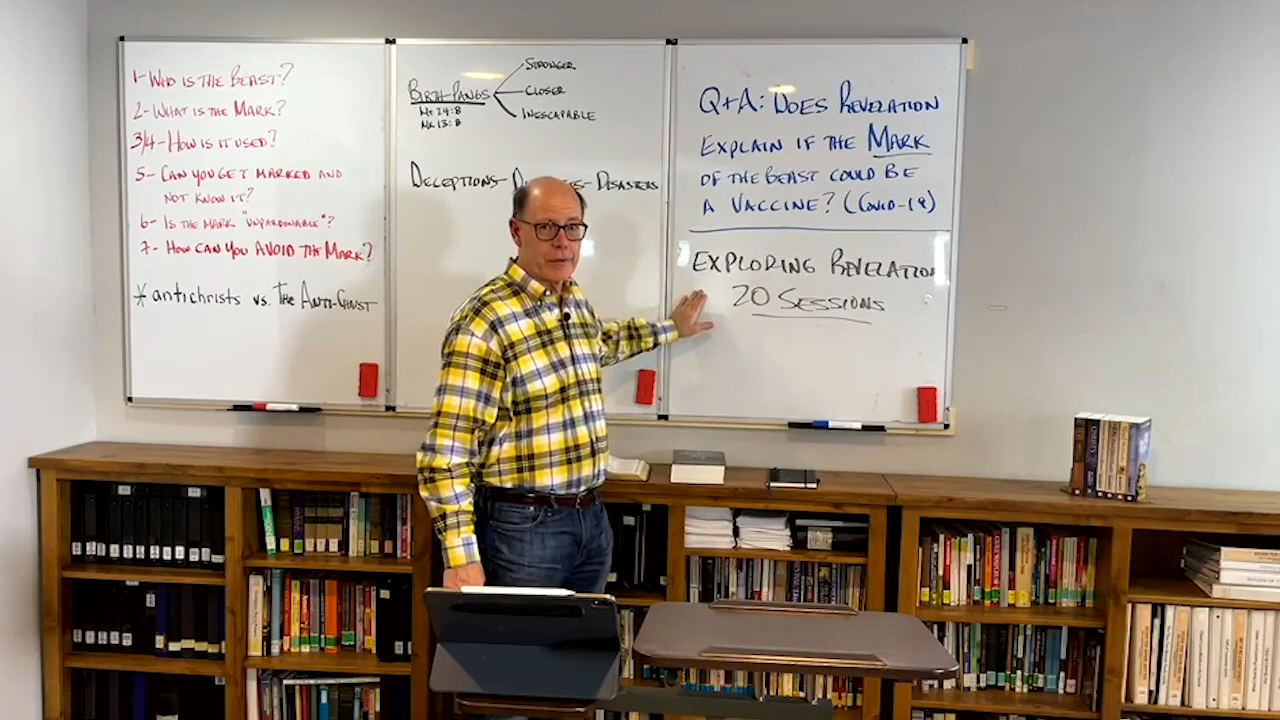 1- WHO IS THE BEAST?
2- WHAT IS THE MARK?
3/4- HOW IS IT USED?
5- CAN YOU GET MARKED AND
NOT KNOW IT?
6- IS THE MARK "UNPARDONABLE"?
7- HOW CAN YOU AVOID THE MARK?
* antichrists vs. THE ANTI-CHRIST
BIRTH-PANGS
MT 24:8
MK 13:8
STRONGER
CLOSER
INESCAPABLE
DECEPTIONS- DISASTERS
Q+A: DOES REVELATION
EXPLAIN IF THE MARK
OF THE BEAST COULD BE
A VACCINE? (COVID-19)
EXPLORING REVELATION
20 SESSIONS